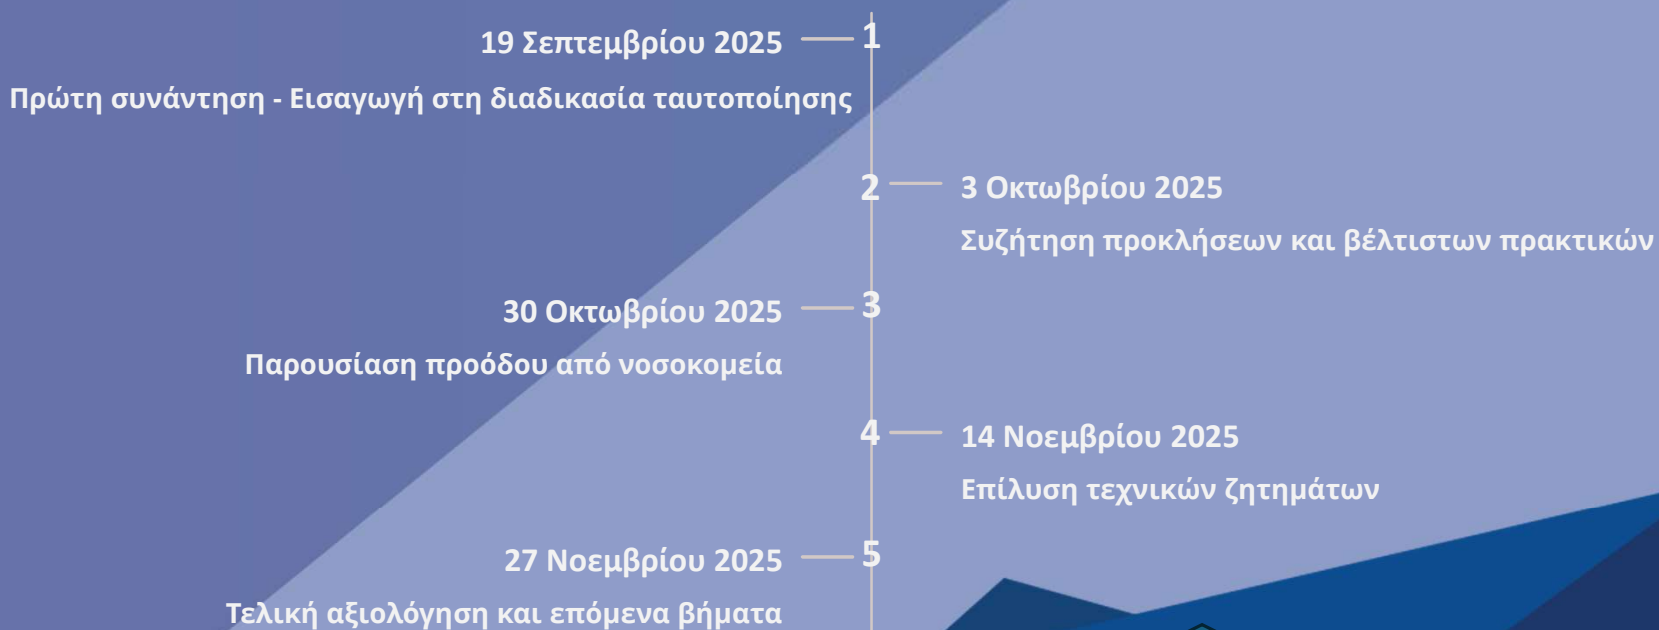 19 Σεπτεμβρίου 2025
1
Πρώτη συνάντηση - Εισαγωγή στη διαδικασία ταυτοποίησης
2
3 Οκτωβρίου 2025
Συζήτηση προκλήσεων και βέλτιστων πρακτικών
30 Οκτωβρίου 2025
3
Παρουσίαση προόδου από νοσοκομεία
4
14 Νοεμβρίου 2025
Επίλυση τεχνικών ζητημάτων
27 Νοεμβρίου 2025
5
Τελική αξιολόγηση και επόμενα βήματα